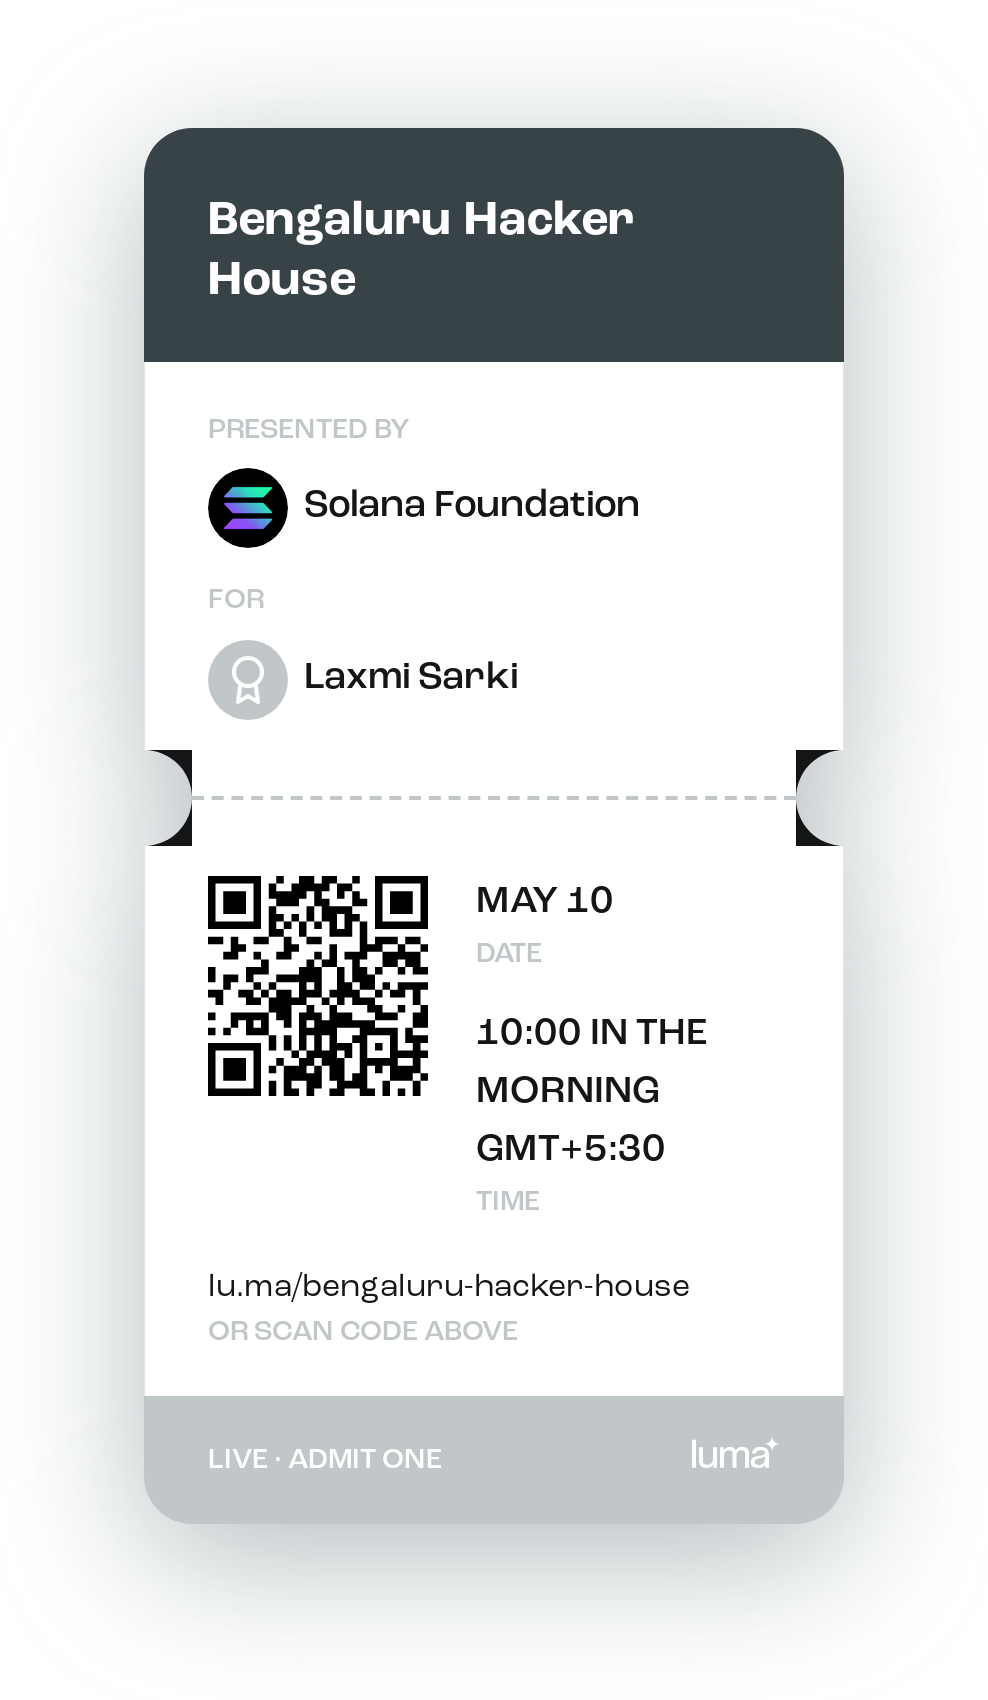 Bengaluru Hacker
House
PRESENTED BY
Solana Foundation
FOR
Laxmi Sarki
MAY 10
DATE
10:00 IN THE
MORNING
GMT+5:30
TIME
lu.ma/bengaluru-hacker-house
OR SCAN CODE ABOVE
LIVE · ADMIT ONE
luma